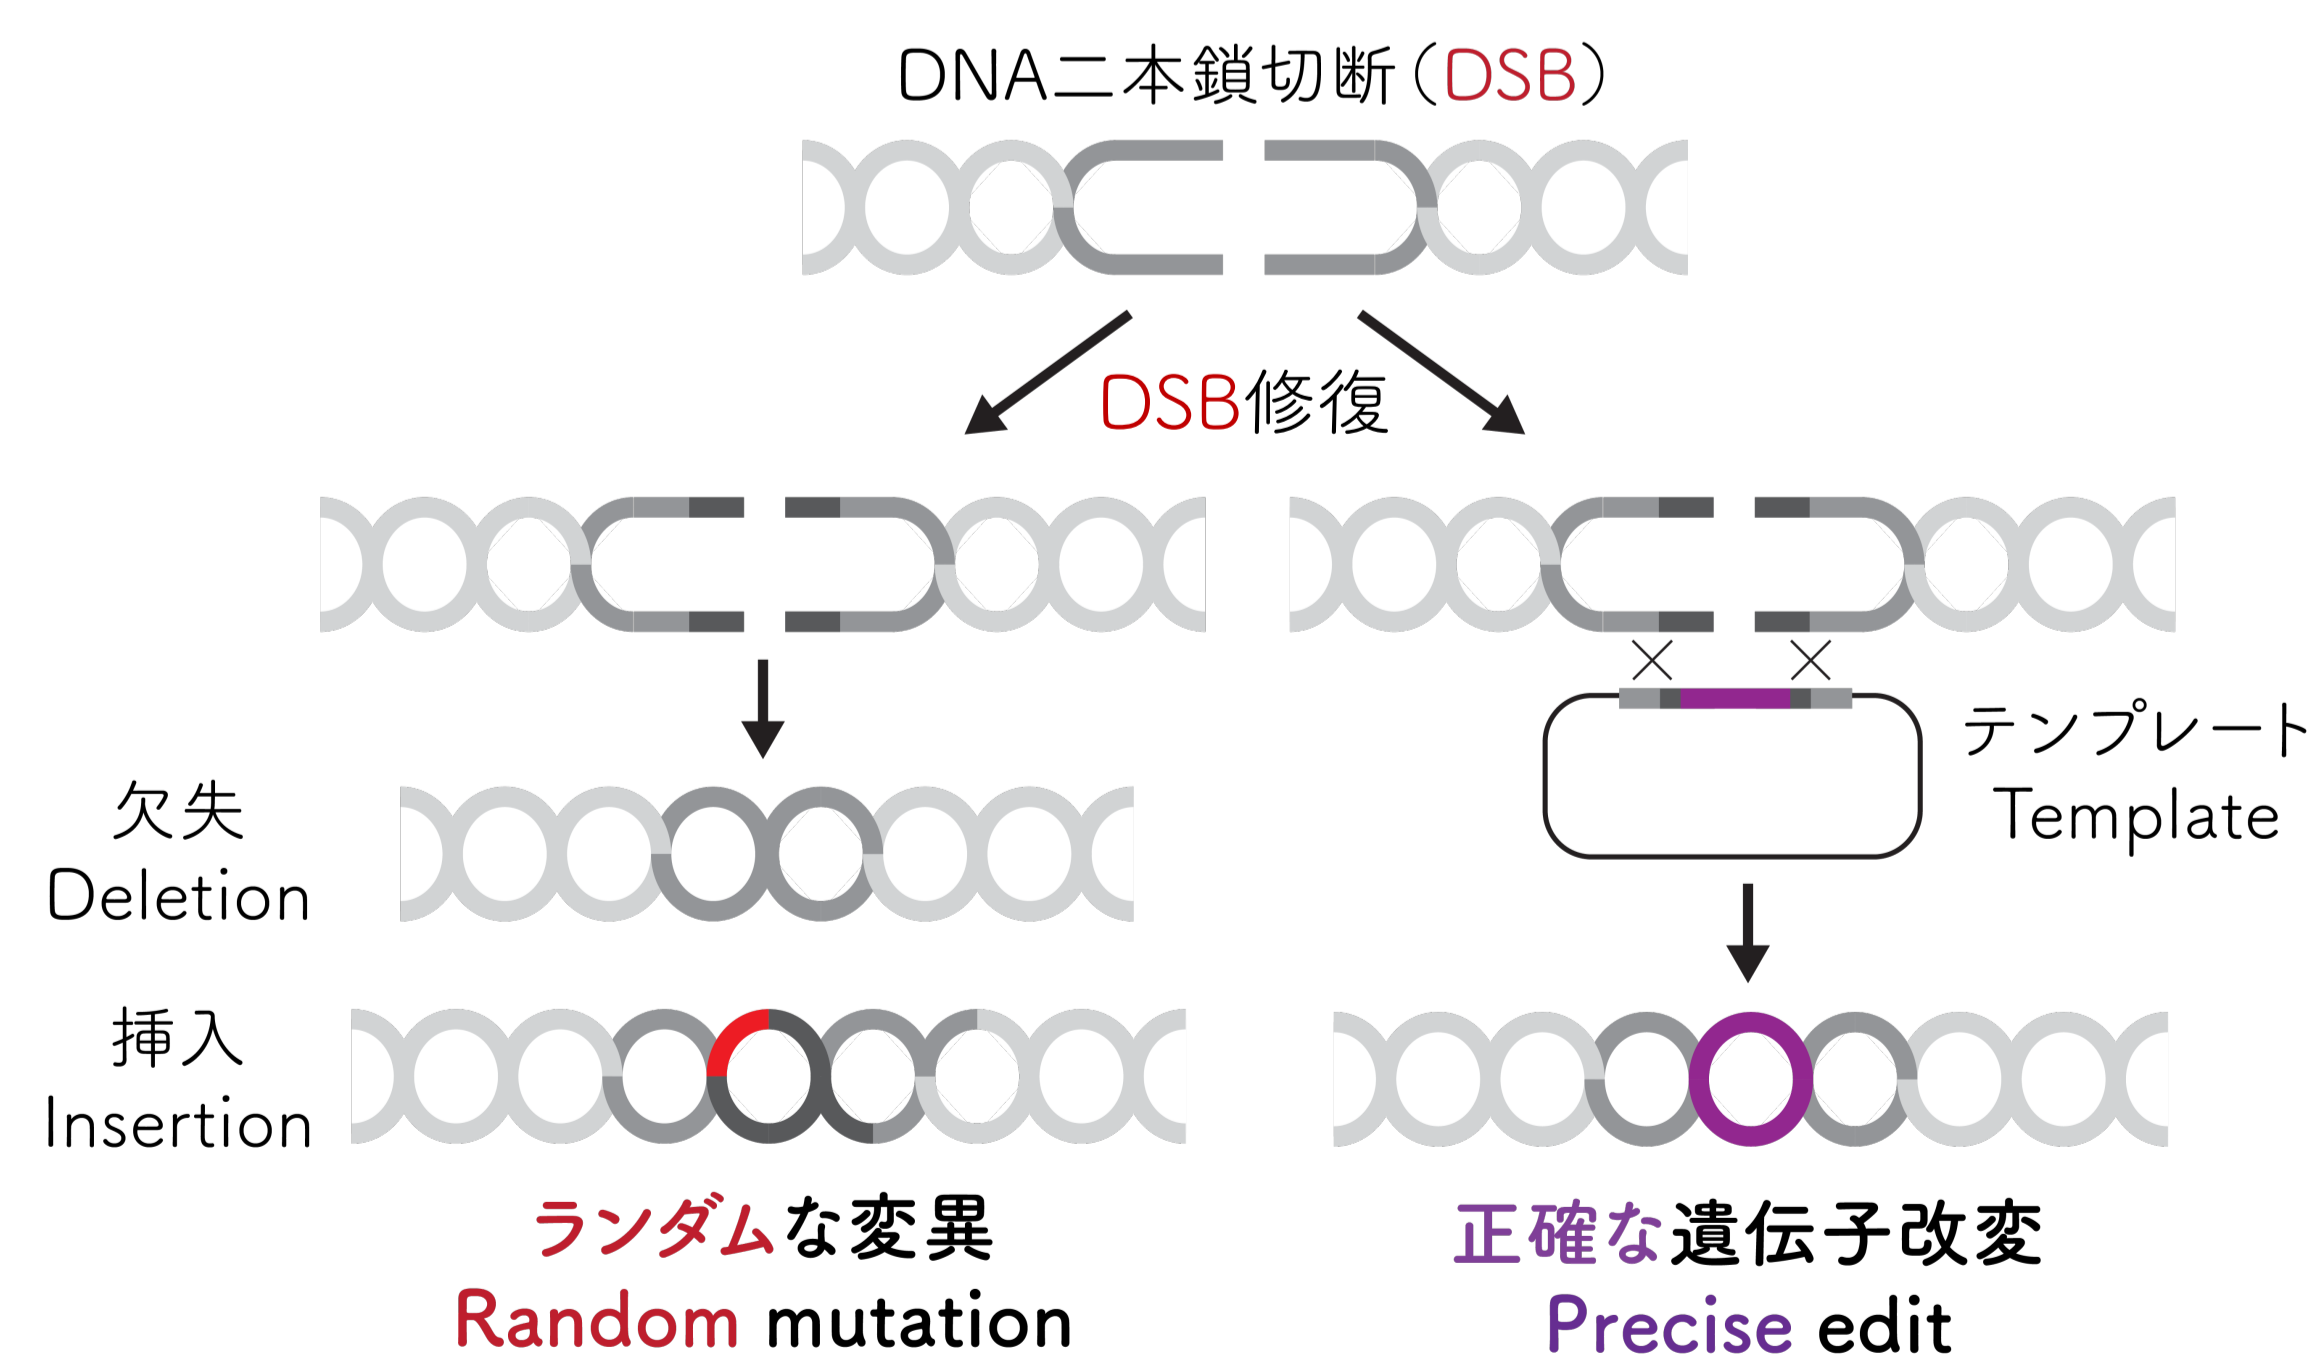 DNA二本鎖切断（DSB）
DSB修復
テンプレート
Template
欠失
Deletion
挿入
Insertion
ランダムな変異
Random mutation
正確な遺伝子改変
Precise edit